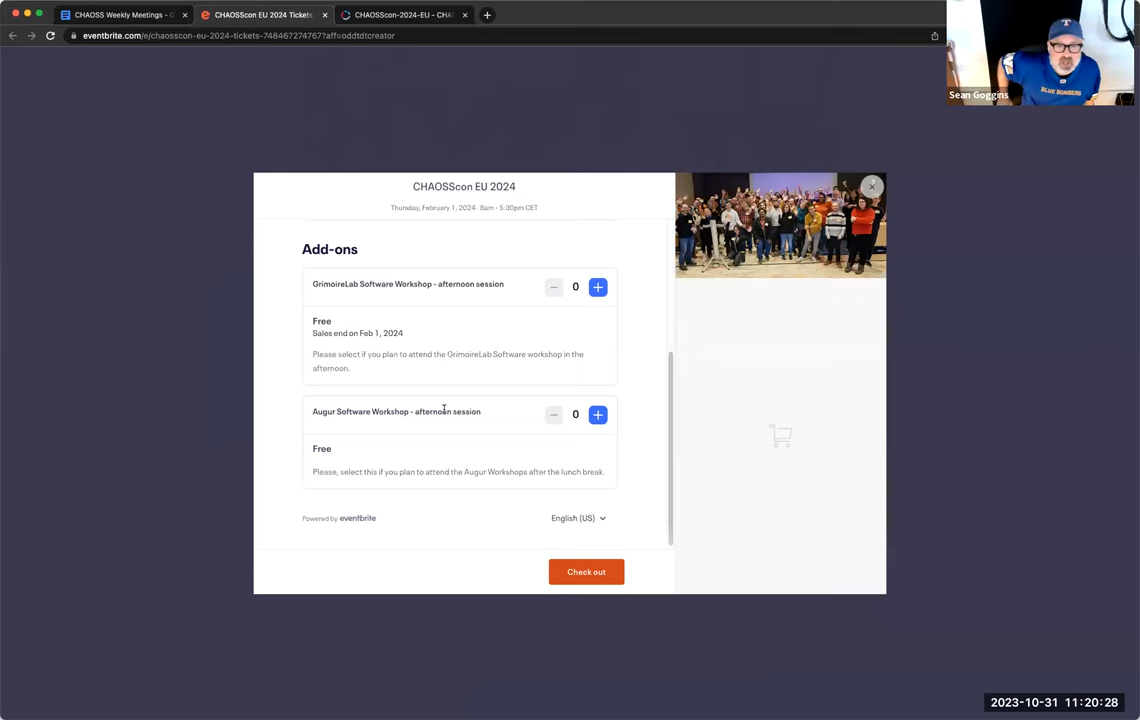 CHAOSS Weekly Meetings - G
CHAOSScon EU 2024 Tickets,
CHAOSScon-2024-EU - CHAO
eventbrite.com/e/chaosscon-eu-2024-tickets-748467274767?aff=oddtdtcreator
BLUE BOMBERS
Sean Goggins
CHAOSScon EU 2024
Thursday, February 1, 2024 · 8am - 5:30pm CET
Add-ons
GrimoireLab Software Workshop - afternoon session
0
Free
Sales end on Feb 1, 2024
Please select if you plan to attend the GrimoireLab Software workshop in the
afternoon.
Augur Software Workshop - afternoon session
0
Free
Please, select this if you plan to attend the Augur Workshops after the lunch break.
Powered by eventbrite
English (US)
Check out
2023-10-31 11:20:28